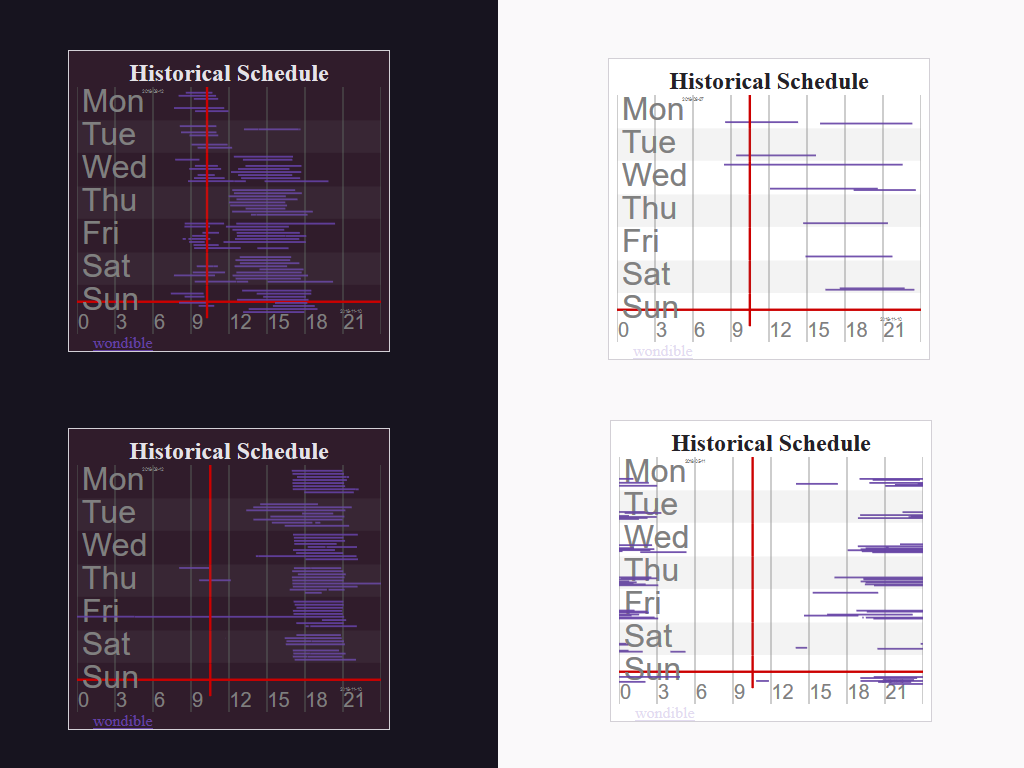 Historical Schedule
Mon
Tue
Wed
Thu
Fri
Sat
Sun
0 3 6 9 12 15 18 21
wondible
Historical Schedule
Mon
Tue
Wed
Thu
Fri
Sat
Sun
0 3 6 9 12 15 18 21
wondible
Historical Schedule
Mon
Tue
Wed
Thu
Fri
Sat
Sun
0 3 6 9 12 15 18 21
wondible
Historical Schedule
Mon
Tue
Wed
Thu
Fri
Sat
Sun
0 3 6 9 12 15 18 21
wondible